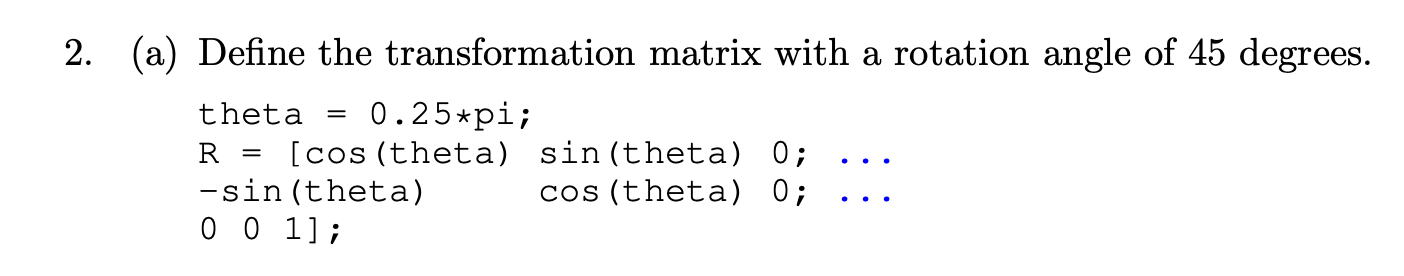 2. (a) Define the transformation matrix with a rotation angle of 45 degrees.
theta = 0.25*pi;
R = [cos(theta) sin(theta) 0; ...
-sin(theta)     cos(theta) 0; ...
0 0 1];